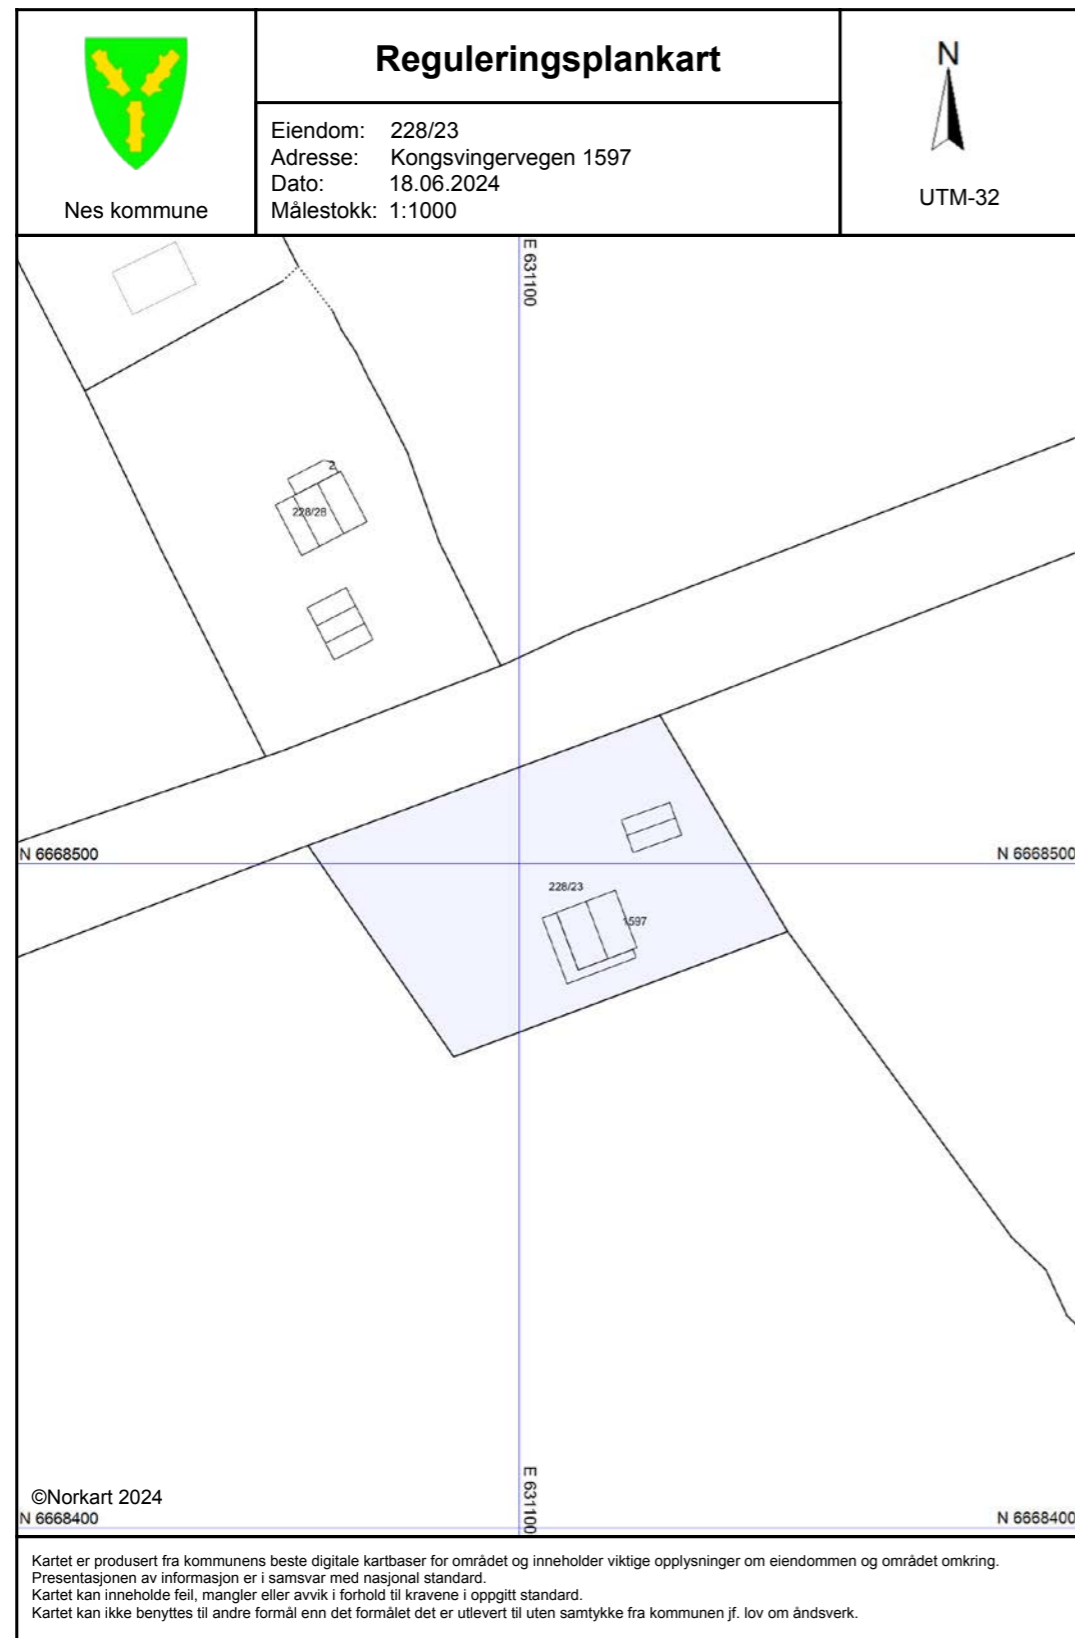 Reguleringsplankart
Nes kommune
Eiendom: 228/23
Adresse: Kongsvingervegen 1597
Dato: 18.06.2024
Målestokk: 1:1000
N
UTM-32
E 631100
2
228/28
N 6668500
N 6668500
228/23
1597
E 631100
©Norkart 2024
N 6668400
N 6668400
Kartet er produsert fra kommunens beste digitale kartbaser for området og inneholder viktige opplysninger om eiendommen og området omkring.
Presentasjonen av informasjon er i samsvar med nasjonal standard.
Kartet kan inneholde feil, mangler eller avvik i forhold til kravene i oppgitt standard.
Kartet kan ikke benyttes til andre formål enn det formålet det er utlevert til uten samtykke fra kommunen jf. lov om åndsverk.